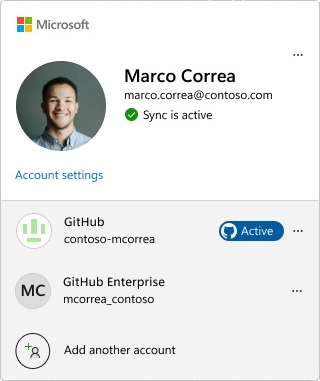 Microsoft
Marco Correa
marco.correa@contoso.com
Sync is active
Account settings
GitHub
contoso-mcorrea
Active
MC
GitHub Enterprise
mcorrea_contoso
Add another account